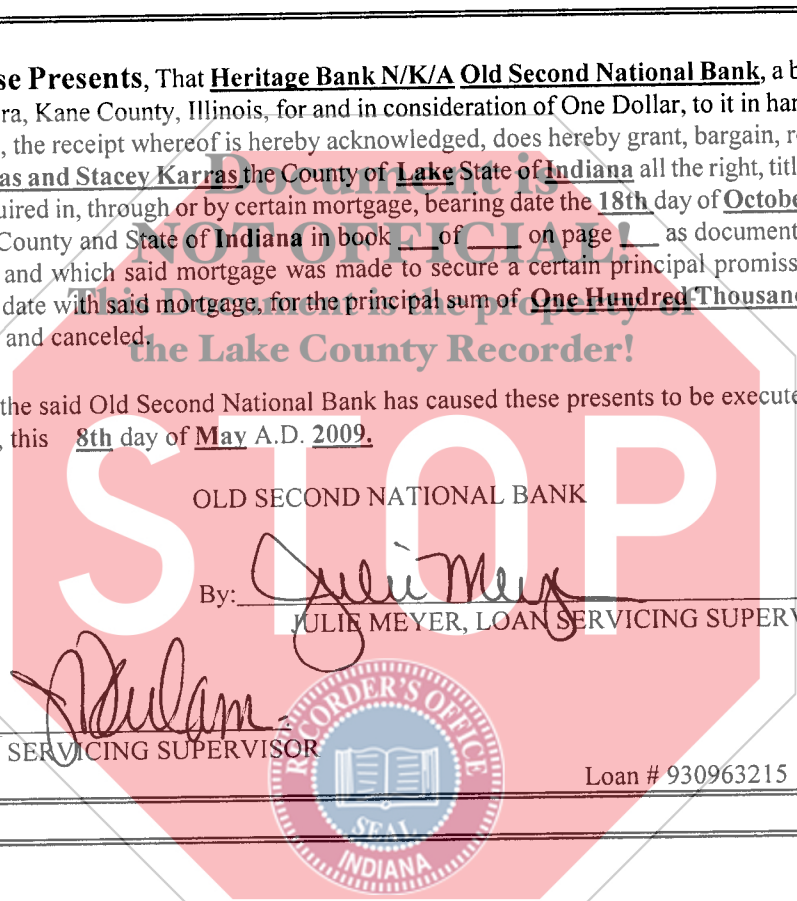 se Presents, That Heritage Bank N/K/A Old Second National Bank, a b
ra, Kane County, Illinois, for and in consideration of One Dollar, to it in han
, the receipt whereof is hereby acknowledged, does hereby grant, bargain, r
as and Stacey Karras the County of Lake State of Indiana all the right, titl
uired in, through or by certain mortgage, bearing date the 18th day of Octobe
County and State of Indiana in book __of ____ on page ___ as document
and which said mortgage was made to secure a certain principal promiss
date with said mortgage, for the principal sum of One Hundred Thousan
and canceled.
Document is
NOT OFFICIAL!
This Document is the property of
the Lake County Recorder!
the said Old Second National Bank has caused these presents to be execute
, this 8th day of May A.D. 2009.
STOP
OLD SECOND NATIONAL BANK
By: Julie Meyer
JULIE MEYER, LOAN SERVICING SUPERV
SERVICING SUPERVISOR
RECORDER'S OFFICE
SEAL
INDIANA
Loan # 930963215